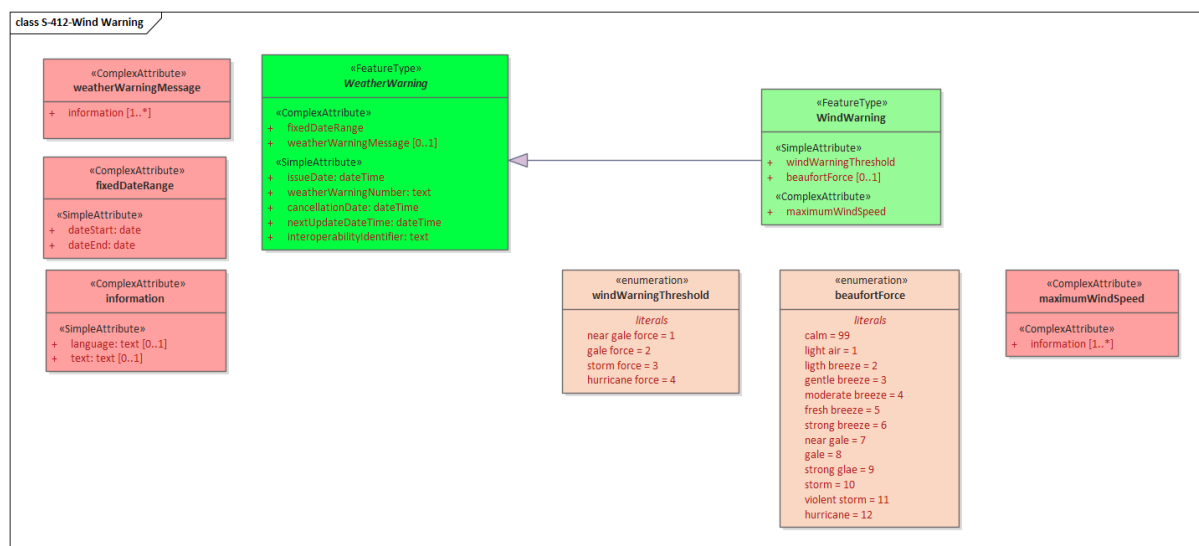 class S-412-Wind Warning
«ComplexAttribute»
weatherWarningMessage
+ information [1..*]
«ComplexAttribute»
fixedDateRange
«SimpleAttribute»
+ dateStart: date
+ dateEnd: date
«ComplexAttribute»
information
«SimpleAttribute»
+ language: text [0..1]
+ text: text [0..1]
«FeatureType»
WeatherWarning
«ComplexAttribute»
+ fixedDateRange
+ weatherWarningMessage [0..1]
«SimpleAttribute»
+ issueDate: dateTime
+ weatherWarningNumber: text
+ cancellationDate: dateTime
+ nextUpdateDateTime: dateTime
+ interoperabilityIdentifier: text
«FeatureType»
WindWarning
«SimpleAttribute»
+ windWarningThreshold
+ beaufortForce [0..1]
«ComplexAttribute»
+ maximumWindSpeed
«enumeration»
windWarningThreshold
literals
near gale force = 1
gale force = 2
storm force = 3
hurricane force = 4
«enumeration»
beaufortForce
literals
calm = 99
light air = 1
ligth breeze = 2
gentle breeze = 3
moderate breeze = 4
fresh breeze = 5
strong breeze = 6
near gale = 7
gale = 8
strong glae = 9
storm = 10
violent storm = 11
hurricane = 12
«ComplexAttribute»
maximumWindSpeed
«ComplexAttribute»
+ information [1..*]